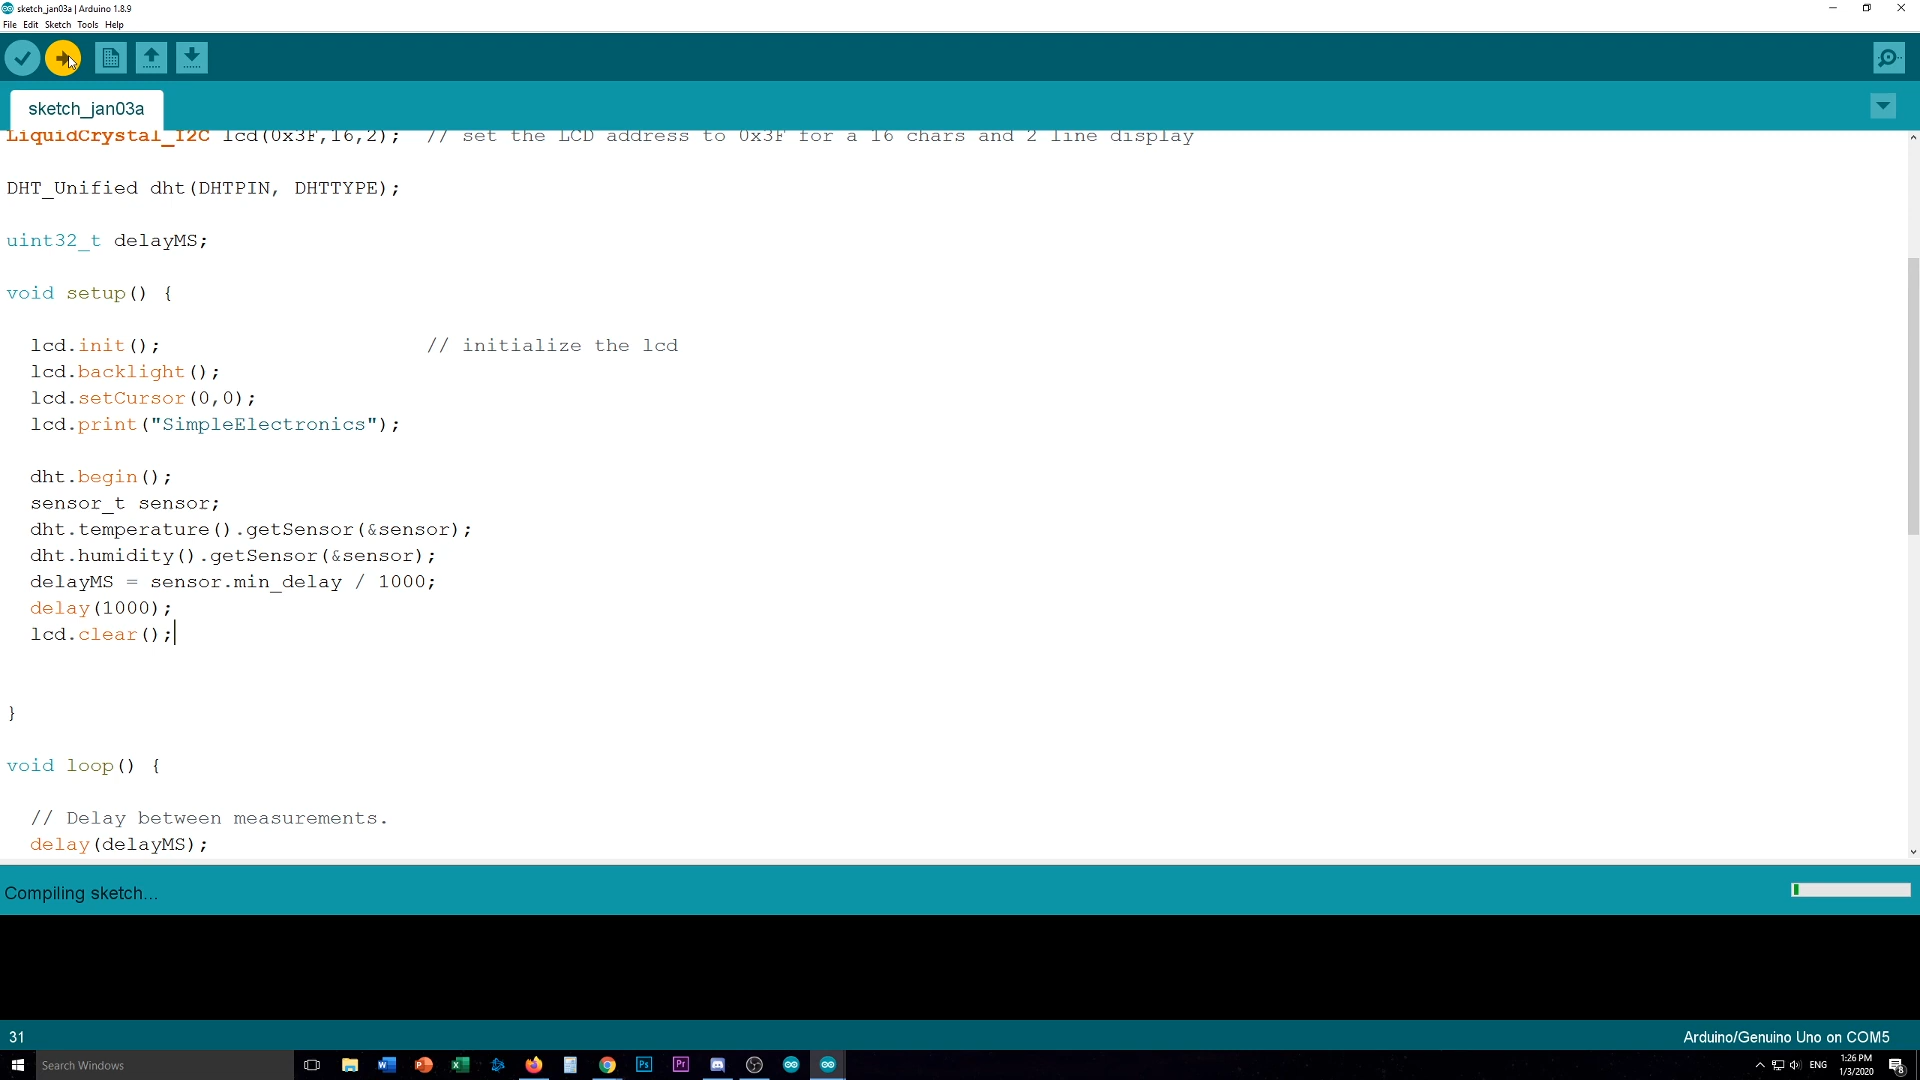 sketch_jan03a | Arduino 1.8.9
File Edit Sketch Tools Help
sketch_jan03a
LiquidCrystal_I2C lcd(0x3F,16,2);  // set the LCD address to 0x3F for a 16 chars and 2 line display
DHT_Unified dht(DHTPIN, DHTTYPE);
uint32_t delayMS;
void setup() {
lcd.init();                      // initialize the lcd
lcd.backlight();
lcd.setCursor(0,0);
lcd.print("SimpleElectronics");
dht.begin();
sensor_t sensor;
dht.temperature().getSensor(&sensor);
dht.humidity().getSensor(&sensor);
delayMS = sensor.min_delay / 1000;
delay(1000);
lcd.clear();
}
void loop() {
// Delay between measurements.
delay(delayMS);
Compiling sketch...
31
Arduino/Genuino Uno on COM5
Search Windows
Ps
Pr
ENG
1:26 PM
1/3/2020
8